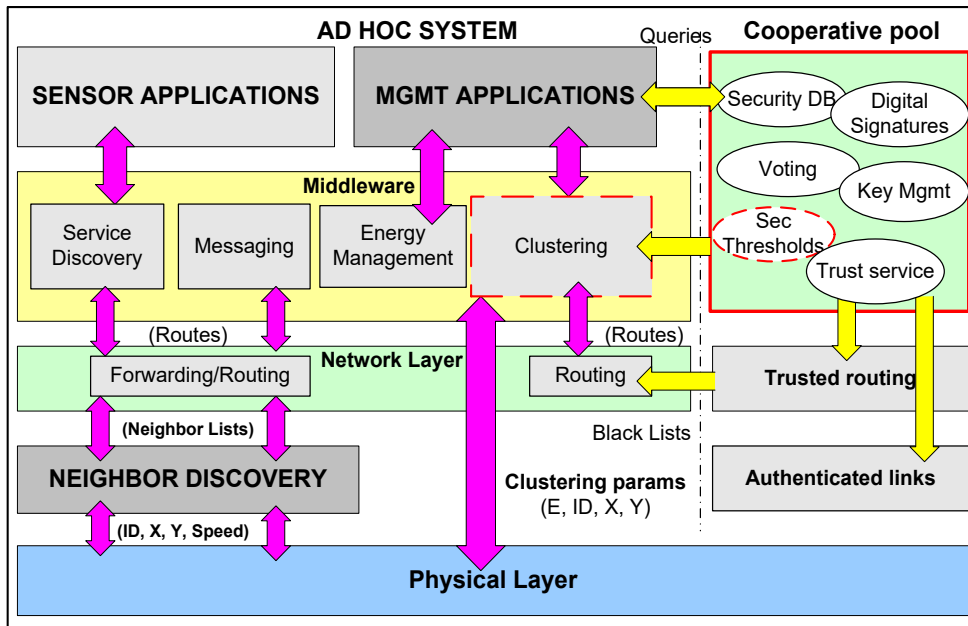 AD HOC SYSTEM
Queries
Cooperative pool
SENSOR APPLICATIONS
MGMT APPLICATIONS
Security DB
Digital
Signatures
Voting
Key Mgmt
Sec
Thresholds
Trust service
Middleware
Service
Discovery
Messaging
Energy
Management
Clustering
(Routes)
(Routes)
Network Layer
Forwarding/Routing
Routing
Trusted routing
(Neighbor Lists)
Black Lists
NEIGHBOR DISCOVERY
Clustering params
(E, ID, X, Y)
Authenticated links
(ID, X, Y, Speed)
Physical Layer